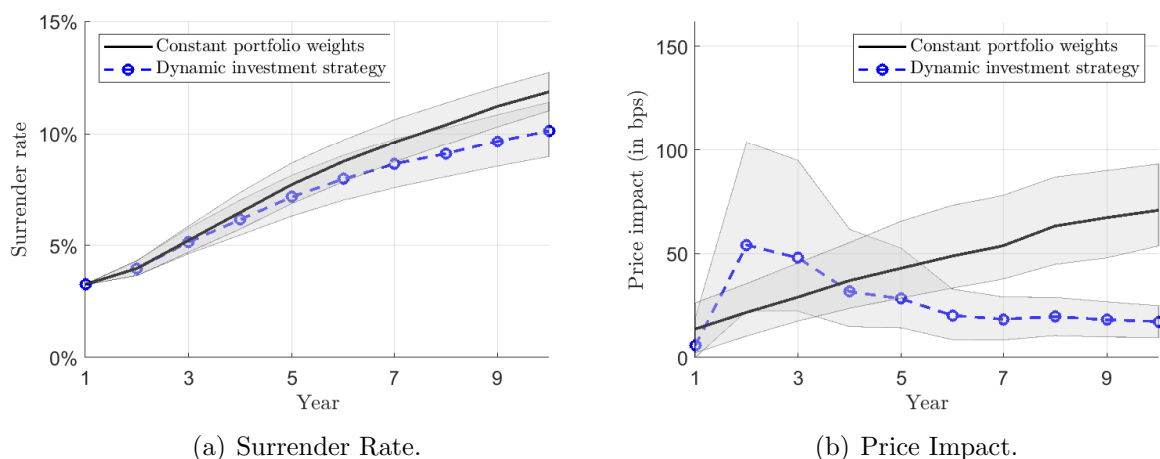 15%
10%
5%
0%
Surrender rate
Constant portfolio weights
Dynamic investment strategy
1 3 5 7 9
Year
(a) Surrender Rate.
150
100
50
0
Price impact (in bps)
Constant portfolio weights
Dynamic investment strategy
1 3 5 7 9
Year
(b) Price Impact.